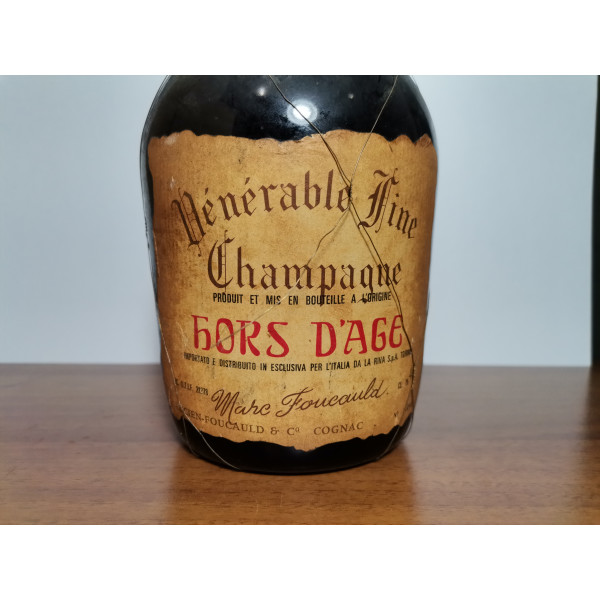 Vénérable Fine
Champagne
PRODUIT ET MIS EN BOUTEILLE A L'ORIGINE
HORS D'AGE
IMPORTATO E DISTRIBUITO IN ESCLUSIVA PER L'ITALIA DA LA RIVA S.p.A.
Marc Foucauld
-FOUCAULD & Cº COGNAC